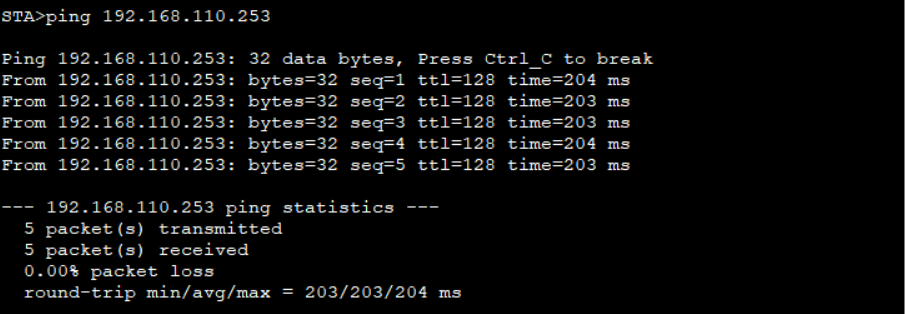 STA>ping 192.168.110.253
Ping 192.168.110.253: 32 data bytes, Press Ctrl_C to break
From 192.168.110.253: bytes=32 seq=1 ttl=128 time=204 ms
From 192.168.110.253: bytes=32 seq=2 ttl=128 time=203 ms
From 192.168.110.253: bytes=32 seq=3 ttl=128 time=203 ms
From 192.168.110.253: bytes=32 seq=4 ttl=128 time=204 ms
From 192.168.110.253: bytes=32 seq=5 ttl=128 time=203 ms
--- 192.168.110.253 ping statistics ---
5 packet(s) transmitted
5 packet(s) received
0.00% packet loss
round-trip min/avg/max = 203/203/204 ms